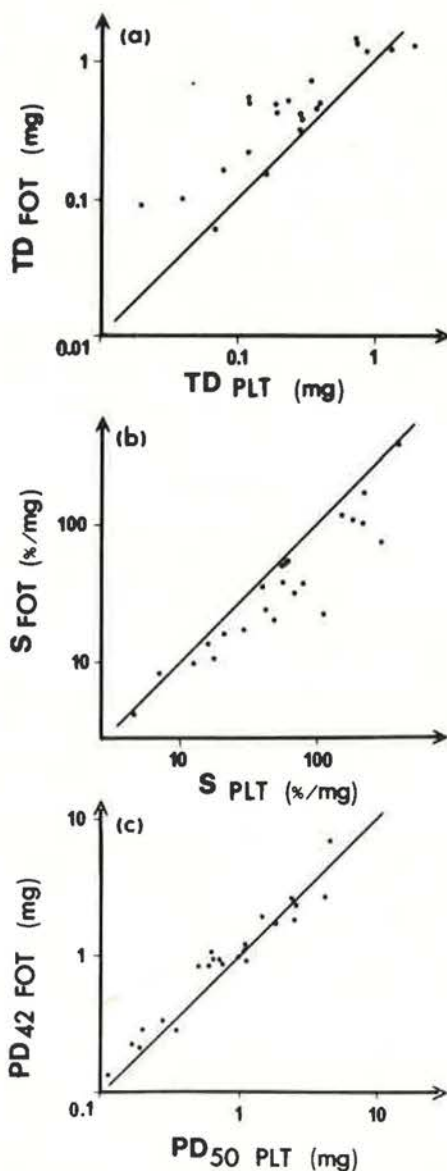 (a)
1
0.1
0.01
TD FOT (mg)
0.1 1
TD PLT (mg)
(b)
100
10
S FOT (%/mg)
10 100
S PLT (%/mg)
(c)
10
1
0.1
PD42 FOT (mg)
1 10
PD50 PLT (mg)